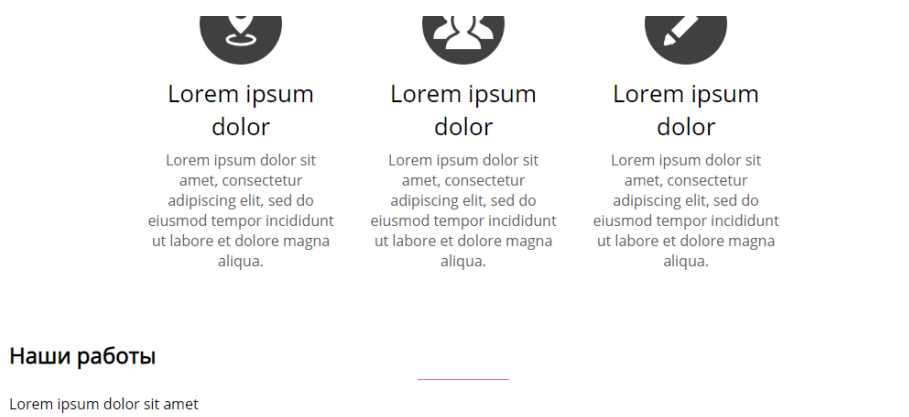 Lorem ipsum
dolor
Lorem ipsum dolor sit
amet, consectetur
adipiscing elit, sed do
eiusmod tempor incididunt
ut labore et dolore magna
aliqua.
Lorem ipsum
dolor
Lorem ipsum dolor sit
amet, consectetur
adipiscing elit, sed do
eiusmod tempor incididunt
ut labore et dolore magna
aliqua.
Lorem ipsum
dolor
Lorem ipsum dolor sit
amet, consectetur
adipiscing elit, sed do
eiusmod tempor incididunt
ut labore et dolore magna
aliqua.
Наши работы
Lorem ipsum dolor sit amet